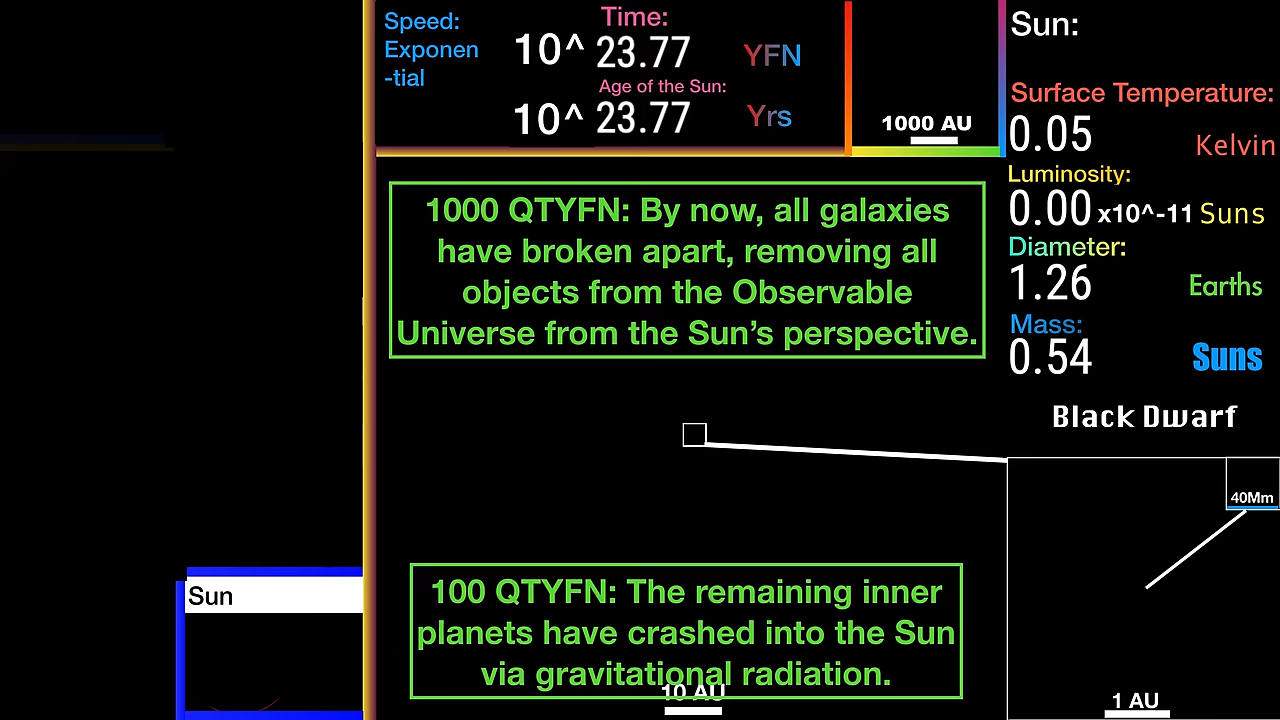 Speed:
Exponen
-tial
Time:
10^ 23.77 YFN
Age of the Sun:
10^ 23.77 Yrs
1000 AU
Sun:
Surface Temperature:
0.05 Kelvin
Luminosity:
0.00 x10^-11 Suns
Diameter:
1.26 Earths
Mass:
0.54 Suns
Black Dwarf
1000 QTYFN: By now, all galaxies
have broken apart, removing all
objects from the Observable
Universe from the Sun's perspective.
40Mm
Sun
100 QTYFN: The remaining inner
planets have crashed into the Sun
via gravitational radiation.
10 AU
1 AU